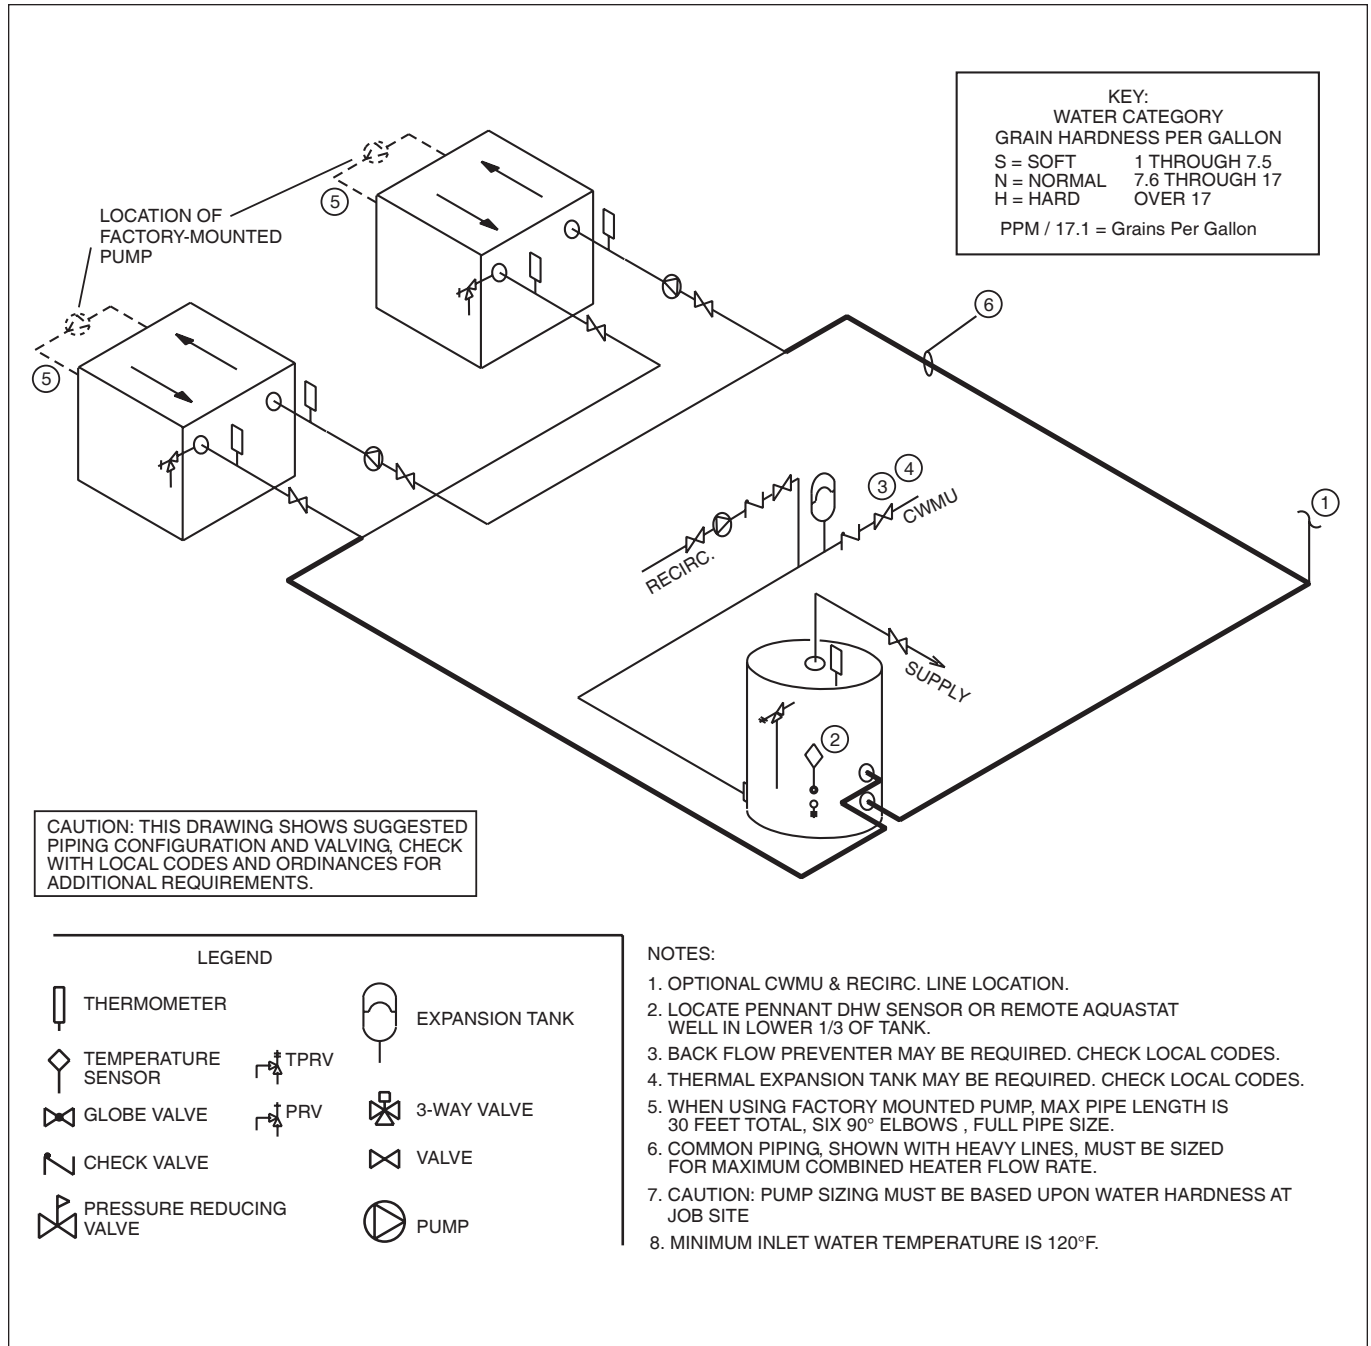 KEY:
WATER CATEGORY
GRAIN HARDNESS PER GALLON
S = SOFT 1 THROUGH 7.5
N = NORMAL 7.6 THROUGH 17
H = HARD OVER 17
PPM / 17.1 = Grains Per Gallon
5
LOCATION OF
FACTORY-MOUNTED
PUMP
6
5
4
3
CWMU
1
RECIRC.
SUPPLY
2
CAUTION: THIS DRAWING SHOWS SUGGESTED
PIPING CONFIGURATION AND VALVING, CHECK
WITH LOCAL CODES AND ORDINANCES FOR
ADDITIONAL REQUIREMENTS.
LEGEND
THERMOMETER
EXPANSION TANK
TEMPERATURE
SENSOR
TPRV
GLOBE VALVE
PRV
3-WAY VALVE
CHECK VALVE
VALVE
PRESSURE REDUCING
VALVE
PUMP
NOTES:
1. OPTIONAL CWMU & RECIRC. LINE LOCATION.
2. LOCATE PENNANT DHW SENSOR OR REMOTE AQUASTAT
WELL IN LOWER 1/3 OF TANK.
3. BACK FLOW PREVENTER MAY BE REQUIRED. CHECK LOCAL CODES.
4. THERMAL EXPANSION TANK MAY BE REQUIRED. CHECK LOCAL CODES.
5. WHEN USING FACTORY MOUNTED PUMP, MAX PIPE LENGTH IS
30 FEET TOTAL, SIX 90° ELBOWS , FULL PIPE SIZE.
6. COMMON PIPING, SHOWN WITH HEAVY LINES, MUST BE SIZED
FOR MAXIMUM COMBINED HEATER FLOW RATE.
7. CAUTION: PUMP SIZING MUST BE BASED UPON WATER HARDNESS AT
JOB SITE
8. MINIMUM INLET WATER TEMPERATURE IS 120°F.